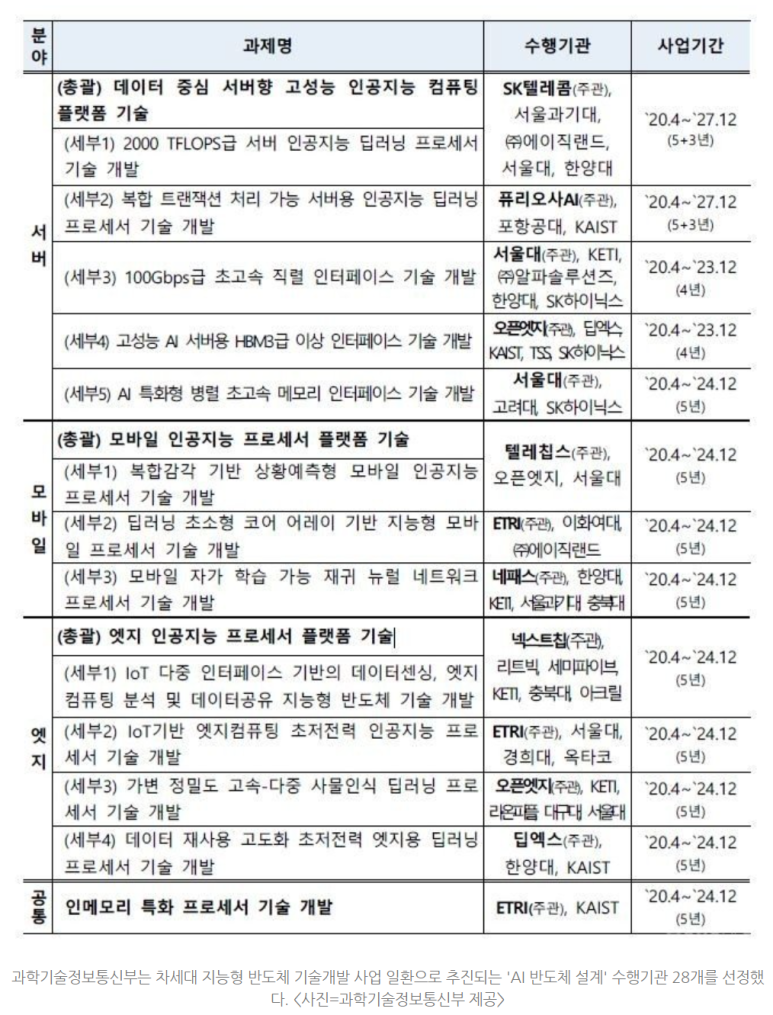 분
야
과제명
수행기관
사업기간
서
버
(총괄) 데이터 중심 서버향 고성능 인공지능 컴퓨팅
플랫폼 기술
(세부1) 2000 TFLOPS급 서버 인공지능 딥러닝 프로세서
기술 개발
SK텔레콤(주관),
서울과기대,
㈜에이직랜드,
서울대, 한양대
`20.4~`27.12
(5+3년)
(세부2) 복합 트랜잭션 처리 가능 서버용 인공지능 딥러닝
프로세서 기술 개발
퓨리오사AI(주관),
포항공대, KAIST
`20.4~`27.12
(5+3년)
(세부3) 100Gbps급 초고속 직렬 인터페이스 기술 개발
서울대(주관), KETI,
㈜알파솔루션즈,
한양대, SK하이닉스
`20.4~`23.12
(4년)
(세부4) 고성능 AI 서버용 HBM3급 이상 인터페이스 기술 개발
오픈엣지(주관), 딥엑스,
KAIST, TSS, SK하이닉스
`20.4~`23.12
(4년)
(세부5) AI 특화형 병렬 초고속 메모리 인터페이스 기술 개발
서울대(주관),
고려대, SK하이닉스
`20.4~`24.12
(5년)
모
바
일
(총괄) 모바일 인공지능 프로세서 플랫폼 기술
(세부1) 복합감각 기반 상황예측형 모바일 인공지능
프로세서 기술 개발
텔레칩스(주관),
오픈엣지, 서울대
`20.4~`24.12
(5년)
(세부2) 딥러닝 초소형 코어 어레이 기반 지능형 모바
일 프로세서 기술 개발
ETRI(주관), 이화여대,
㈜에이직랜드
`20.4~`24.12
(5년)
(세부3) 모바일 자가 학습 가능 재귀 뉴럴 네트워크
프로세서 기술 개발
네패스(주관), 한양대,
KETI, 서울과기대, 충북대
`20.4~`24.12
(5년)
엣
지
(총괄) 엣지 인공지능 프로세서 플랫폼 기술
(세부1) IoT 다중 인터페이스 기반의 데이터센싱, 엣지
컴퓨팅 분석 및 데이터공유 지능형 반도체 기술 개발
넥스트칩(주관),
리트빅, 세미파이브,
KETI, 충북대, 아크릴
`20.4~`24.12
(5년)
(세부2) IoT기반 엣지컴퓨팅 초저전력 인공지능 프로
세서 기술 개발
ETRI(주관), 서울대,
경희대, 옥타코
`20.4~`24.12
(5년)
(세부3) 가변 정밀도 고속-다중 사물인식 딥러닝 프로
세서 기술 개발
오픈엣지(주관), KETI,
라온피플, 대구대, 서울대
`20.4~`24.12
(5년)
(세부4) 데이터 재사용 고도화 초저전력 엣지용 딥러닝
프로세서 기술 개발
딥엑스(주관),
한양대, KAIST
`20.4~`24.12
(5년)
공
통
인메모리 특화 프로세서 기술 개발
ETRI(주관), KAIST
`20.4~`24.12
(5년)
과학기술정보통신부는 차세대 지능형 반도체 기술개발 사업 일환으로 추진되는 'AI 반도체 설계' 수행기관 28개를 선정했
다. <사진=과학기술정보통신부 제공>